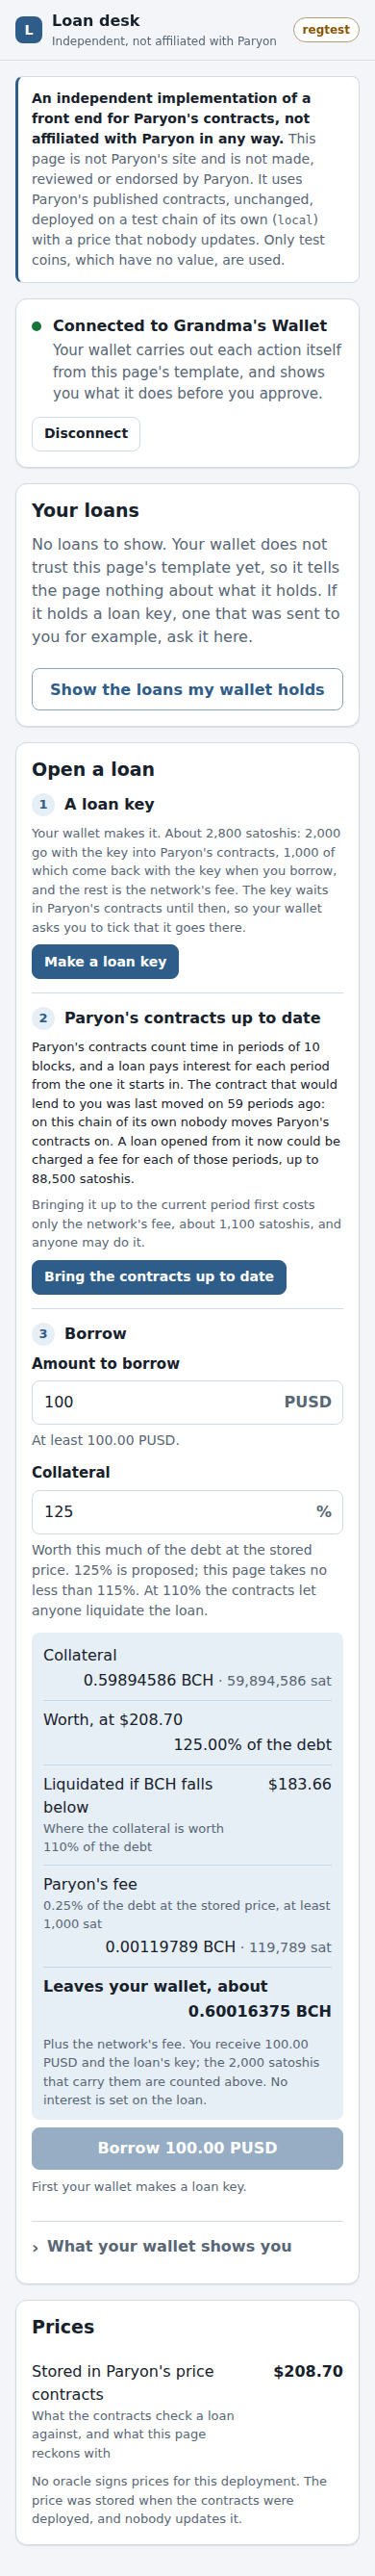 L
Loan desk
Independent, not affiliated with Paryon
regtest
An independent implementation of a
front end for Paryon's contracts, not
affiliated with Paryon in any way. This
page is not Paryon's site and is not made,
reviewed or endorsed by Paryon. It uses
Paryon's published contracts, unchanged,
deployed on a test chain of its own (local)
with a price that nobody updates. Only test
coins, which have no value, are used.
Connected to Grandma's Wallet
Your wallet carries out each action itself
from this page's template, and shows
you what it does before you approve.
Disconnect
Your loans
No loans to show. Your wallet does not
trust this page's template yet, so it tells
the page nothing about what it holds. If
it holds a loan key, one that was sent to
you for example, ask it here.
Show the loans my wallet holds
Open a loan
1 A loan key
Your wallet makes it. About 2,800 satoshis: 2,000
go with the key into Paryon's contracts, 1,000 of
which come back with the key when you borrow,
and the rest is the network's fee. The key waits
in Paryon's contracts until then, so your wallet
asks you to tick that it goes there.
Make a loan key
2 Paryon's contracts up to date
Paryon's contracts count time in periods of 10
blocks, and a loan pays interest for each period
from the one it starts in. The contract that would
lend to you was last moved on 59 periods ago:
on this chain of its own nobody moves Paryon's
contracts on. A loan opened from it now could be
charged a fee for each of those periods, up to
88,500 satoshis.
Bringing it up to the current period first costs
only the network's fee, about 1,100 satoshis, and
anyone may do it.
Bring the contracts up to date
3 Borrow
Amount to borrow
100 PUSD
At least 100.00 PUSD.
Collateral
125 %
Worth this much of the debt at the stored
price. 125% is proposed; this page takes no
less than 115%. At 110% the contracts let
anyone liquidate the loan.
Collateral
0.59894586 BCH · 59,894,586 sat
Worth, at $208.70
125.00% of the debt
Liquidated if BCH falls $183.66
below
Where the collateral is worth
110% of the debt
Paryon's fee
0.25% of the debt at the stored price, at least
1,000 sat
0.00119789 BCH · 119,789 sat
Leaves your wallet, about
0.60016375 BCH
Plus the network's fee. You receive 100.00
PUSD and the loan's key; the 2,000 satoshis
that carry them are counted above. No
interest is set on the loan.
Borrow 100.00 PUSD
First your wallet makes a loan key.
› What your wallet shows you
Prices
Stored in Paryon's price $208.70
contracts
What the contracts check a loan
against, and what this page
reckons with
No oracle signs prices for this deployment. The
price was stored when the contracts were
deployed, and nobody updates it.